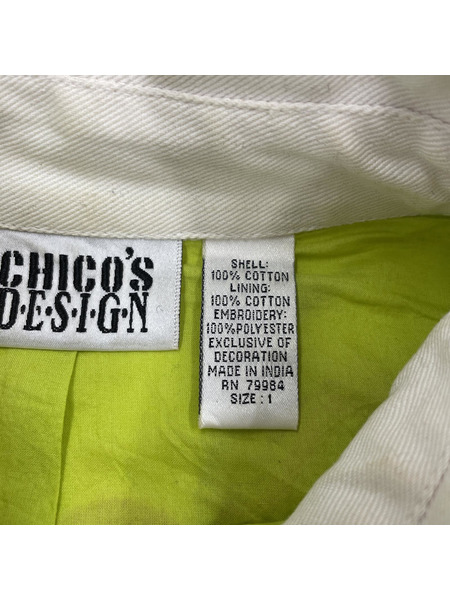 CHICO'S
D·E·S·I·G·N
SHELL:
100% COTTON
LINING:
100% COTTON
EMBROIDERY:
100%POLYESTER
EXCLUSIVE OF
DECORATION
MADE IN INDIA
RN 79984
SIZE : 1